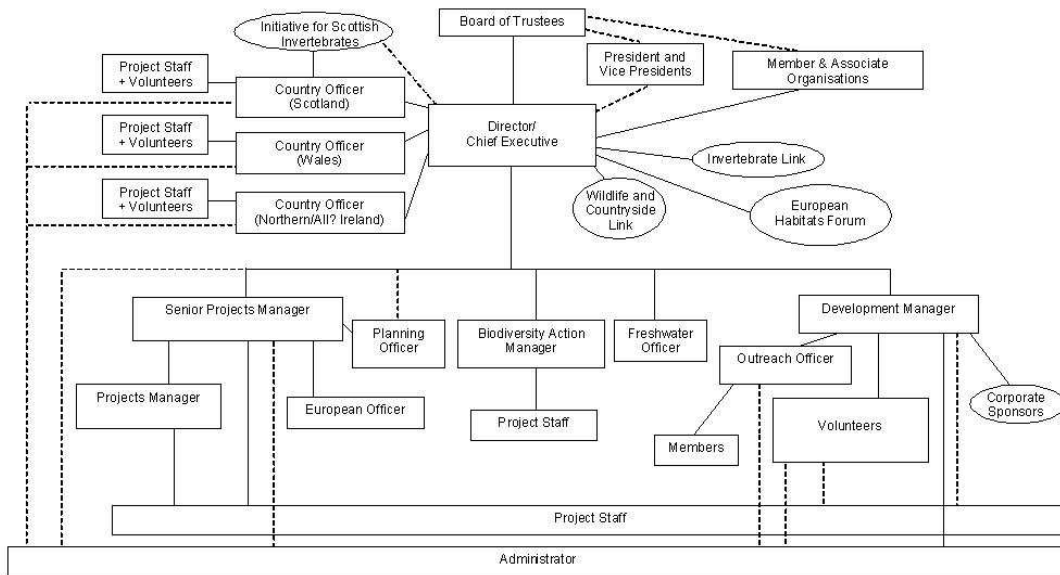 Initiative for Scottish
Invertebrates
Board of Trustees
President and
Vice Presidents
Member & Associate
Organisations
Project Staff
+ Volunteers
Country Officer
(Scotland)
Project Staff
+ Volunteers
Country Officer
(Wales)
Project Staff
+ Volunteers
Country Officer
(Northern/All? Ireland)
Director/
Chief Executive
Invertebrate Link
Wildlife and
Countryside
Link
European
Habitats Forum
Senior Projects Manager
Planning
Officer
Biodiversity Action
Manager
Freshwater
Officer
Development Manager
Outreach Officer
Projects Manager
European Officer
Project Staff
Members
Volunteers
Corporate
Sponsors
Project Staff
Administrator